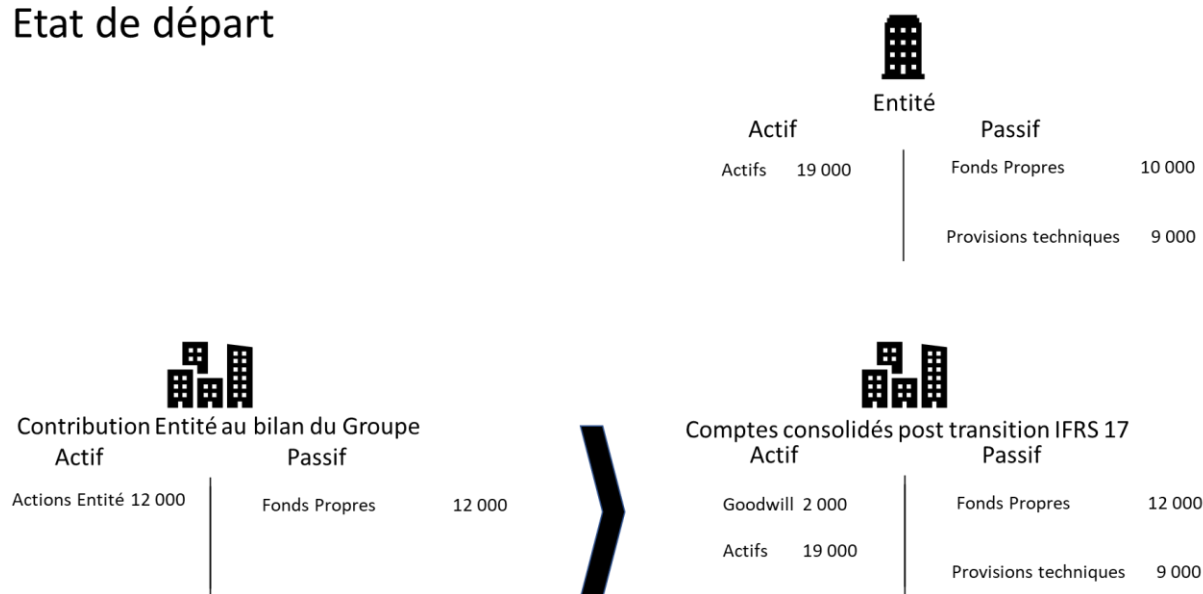 Etat de départ
Entité
Actif Passif
Actifs 19 000 Fonds Propres 10 000
Provisions techniques 9 000
Contribution Entité au bilan du Groupe
Actif Passif
Actions Entité 12 000 Fonds Propres 12 000
Comptes consolidés post transition IFRS 17
Actif Passif
Goodwill 2 000 Fonds Propres 12 000
Actifs 19 000
Provisions techniques 9 000